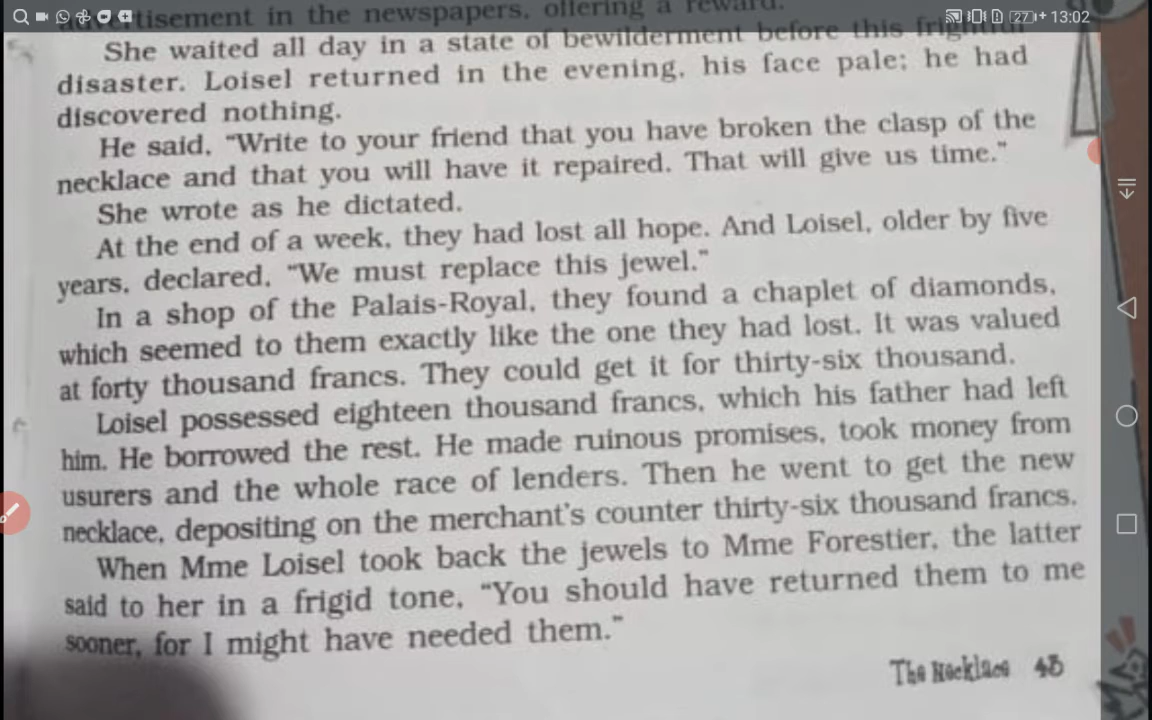 27 13:02
advertisement in the newspapers, offering a reward.
She waited all day in a state of bewilderment before this frightful
disaster. Loisel returned in the evening, his face pale; he had
discovered nothing.
He said, "Write to your friend that you have broken the clasp of the
necklace and that you will have it repaired. That will give us time."
She wrote as he dictated.
At the end of a week, they had lost all hope. And Loisel, older by five
years, declared, "We must replace this jewel."
In a shop of the Palais-Royal, they found a chaplet of diamonds,
which seemed to them exactly like the one they had lost. It was valued
at forty thousand francs. They could get it for thirty-six thousand.
Loisel possessed eighteen thousand francs, which his father had left
him. He borrowed the rest. He made ruinous promises, took money from
usurers and the whole race of lenders. Then he went to get the new
necklace, depositing on the merchant's counter thirty-six thousand francs.
When Mme Loisel took back the jewels to Mme Forestier, the latter
said to her in a frigid tone, "You should have returned them to me
sooner, for I might have needed them."
The Necklace 43